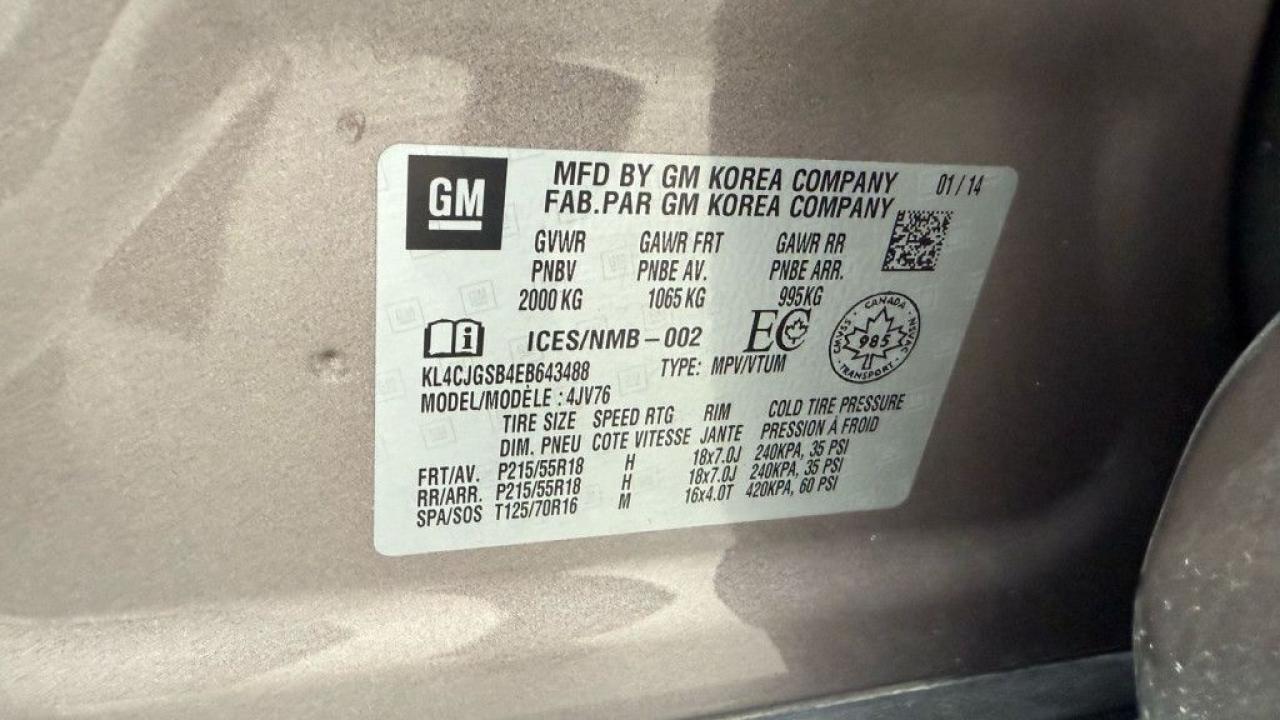 GM
MFD BY GM KOREA COMPANY 01/14
FAB.PAR GM KOREA COMPANY
GVWR GAWR FRT GAWR RR
PNBV PNBE AV. PNBE ARR.
2000 KG 1065 KG 995KG
ICES/NMB-002 EC
CANADA
CMVSS 985 NSVAC
TRANSPORT
KL4CJGSB4EB643488 TYPE: MPV/VTUM
MODEL/MODÈLE : 4JV76
TIRE SIZE SPEED RTG RIM COLD TIRE PRESSURE
DIM. PNEU COTE VITESSE JANTE PRESSION À FROID
FRT/AV. P215/55R18 H 18x7.0J 240KPA, 35 PSI
RR/ARR. P215/55R18 H 18x7.0J 240KPA, 35 PSI
SPA/SOS T125/70R16 M 16x4.0T 420KPA, 60 PSI